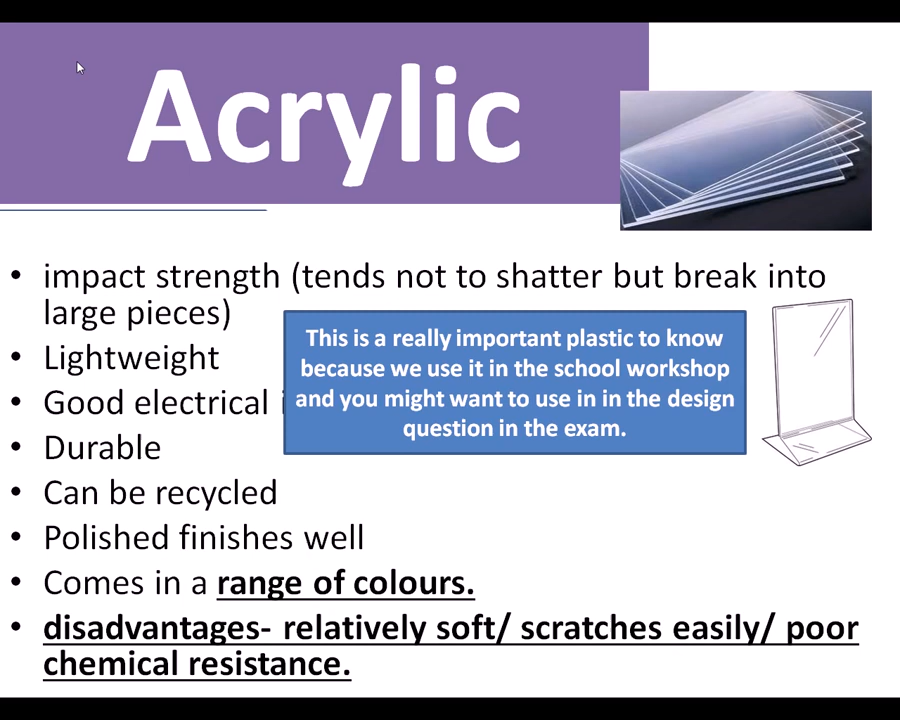 Acrylic
• impact strength (tends not to shatter but break into
large pieces)
• Lightweight
• Good electrical
• Durable
• Can be recycled
• Polished finishes well
• Comes in a range of colours.
• disadvantages- relatively soft/ scratches easily/ poor
chemical resistance.
This is a really important plastic to know
because we use it in the school workshop
and you might want to use in in the design
question in the exam.